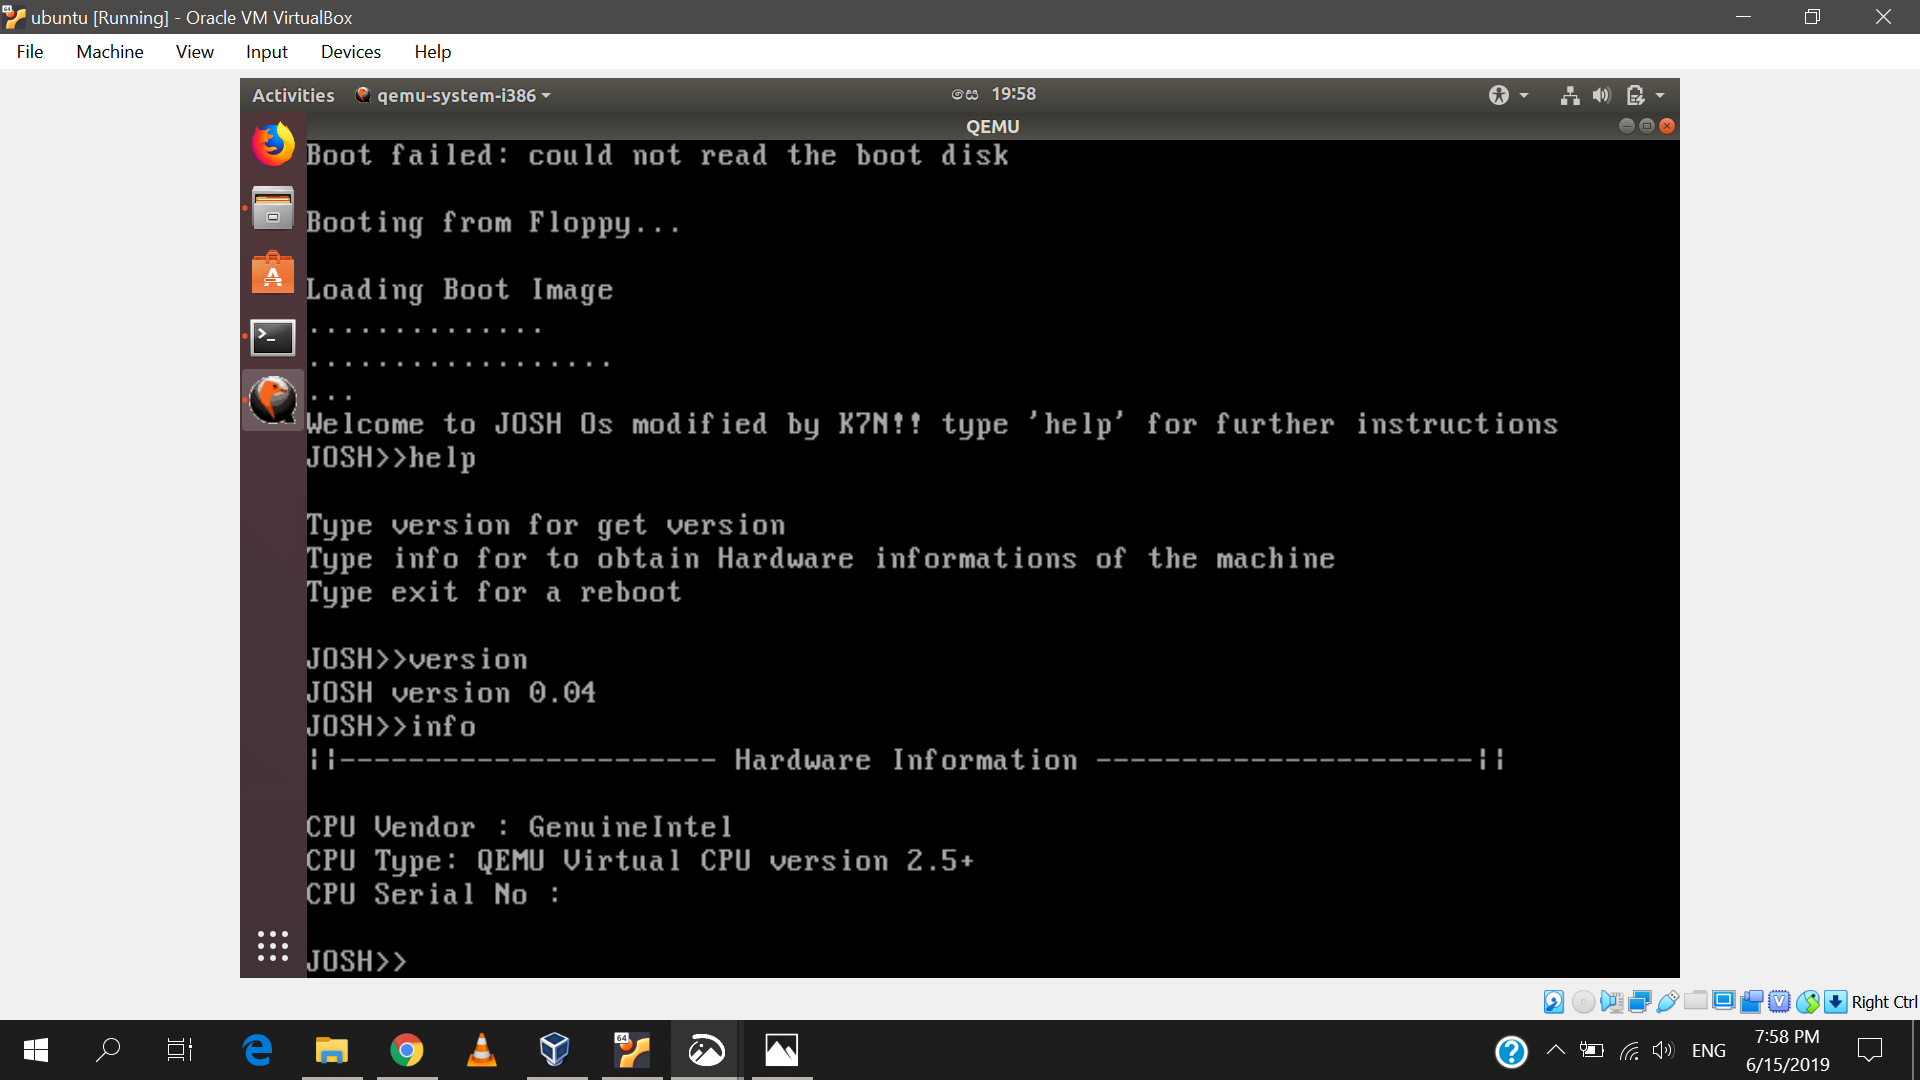 ubuntu [Running] - Oracle VM VirtualBox
File Machine View Input Devices Help
Activities qemu-system-i386 සෙ 19:58
QEMU
Boot failed: could not read the boot disk
Booting from Floppy...
Loading Boot Image
..............
..................
...
Welcome to JOSH Os modified by K7N!! type 'help' for further instructions
JOSH>>help
Type version for get version
Type info for to obtain Hardware informations of the machine
Type exit for a reboot
JOSH>>version
JOSH version 0.04
JOSH>>info
||---------------------- Hardware Information ----------------------||
CPU Vendor : GenuineIntel
CPU Type: QEMU Virtual CPU version 2.5+
CPU Serial No :
JOSH>>
Right Ctrl
64
ENG
7:58 PM
6/15/2019